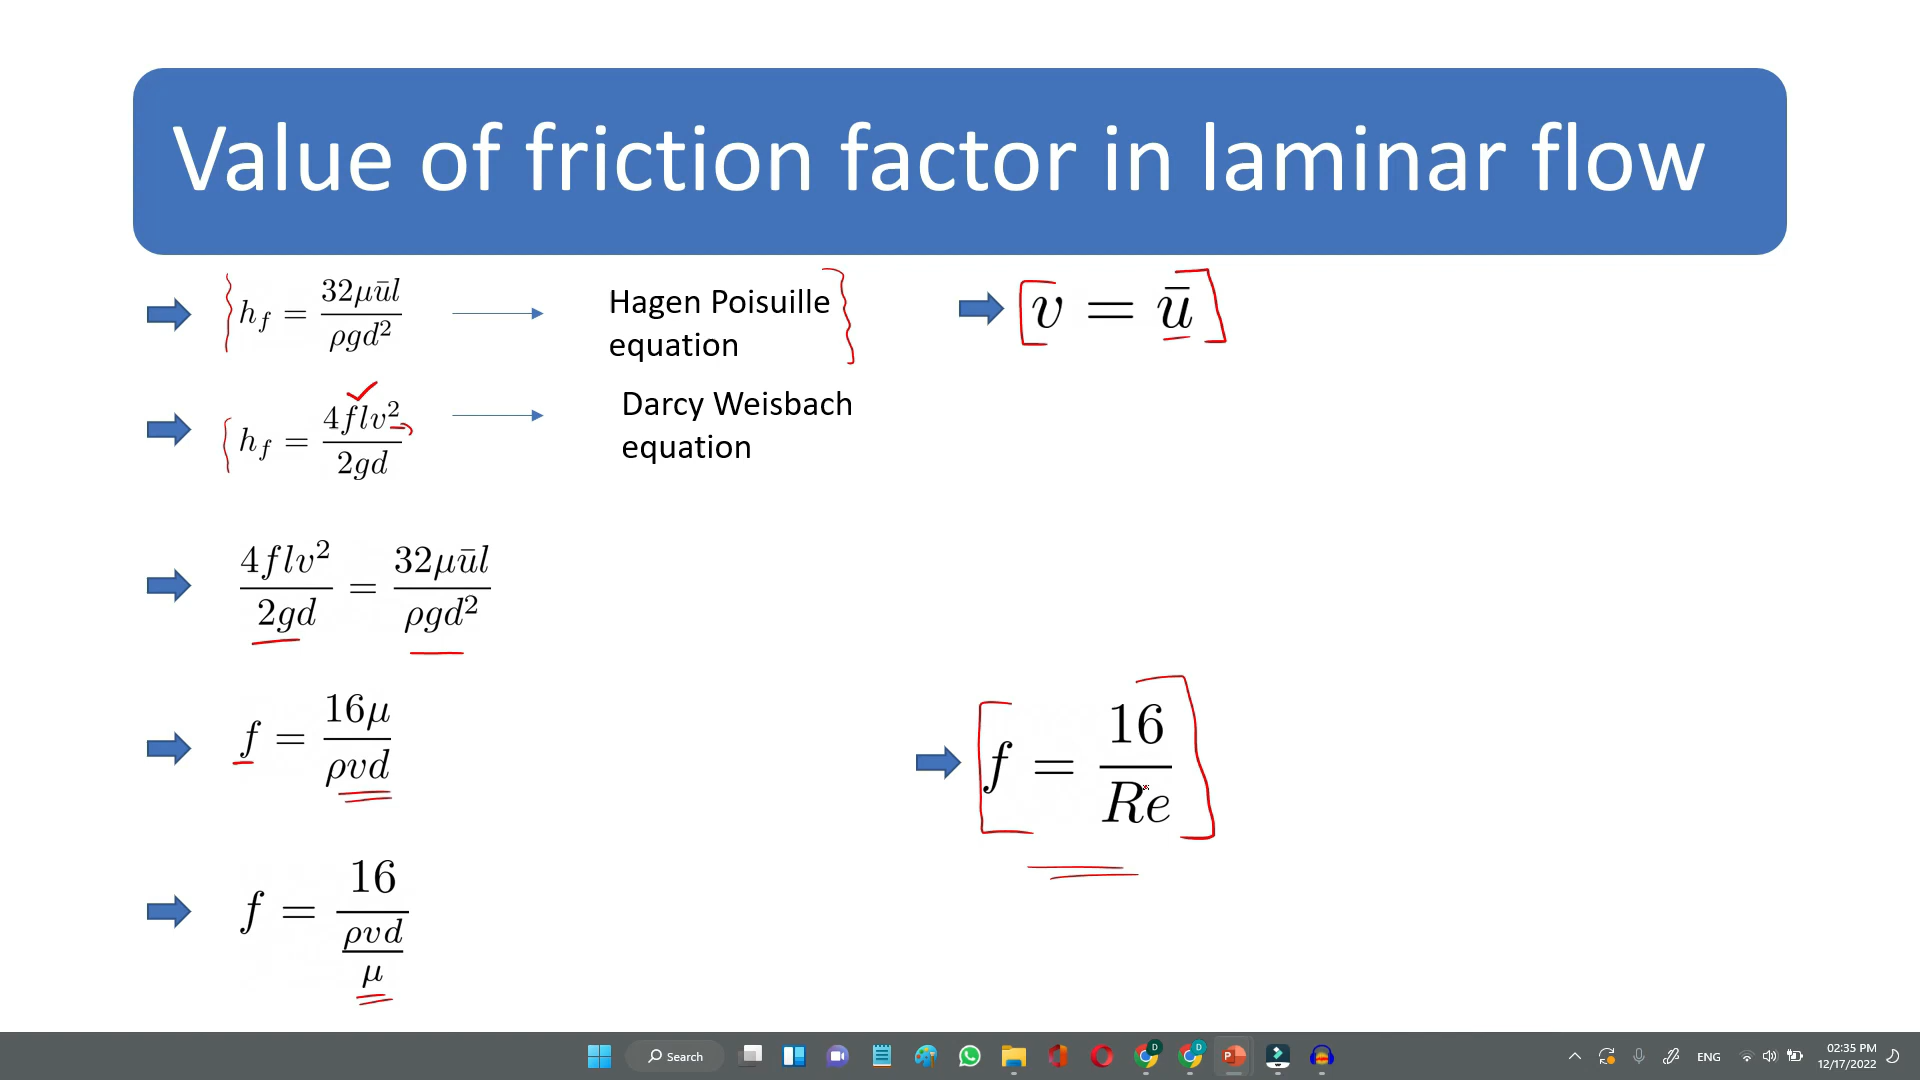 Value of friction factor in laminar flow
h_f = 32μūl / ρgd²
Hagen Poisuille
equation
v = ū
h_f = 4flv² / 2gd
Darcy Weisbach
equation
4flv² / 2gd = 32μūl / ρgd²
f = 16μ / ρvd
f = 16 / Re
f = 16 / (ρvd / μ)
Search
ENG
02:35 PM
12/17/2022